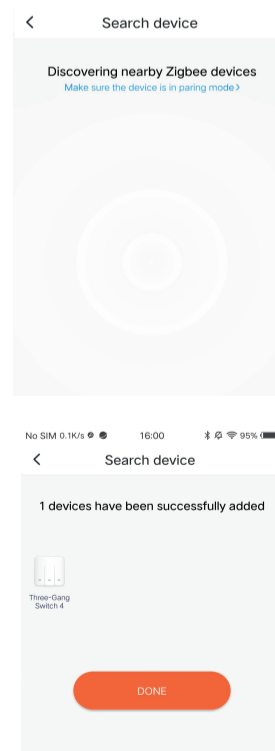 Search device
Discovering nearby Zigbee devices
Make sure the device is in paring mode >
No SIM 0.1K/s 16:00 95%
Search device
1 devices have been successfully added
Three-Gang
Switch 4
DONE